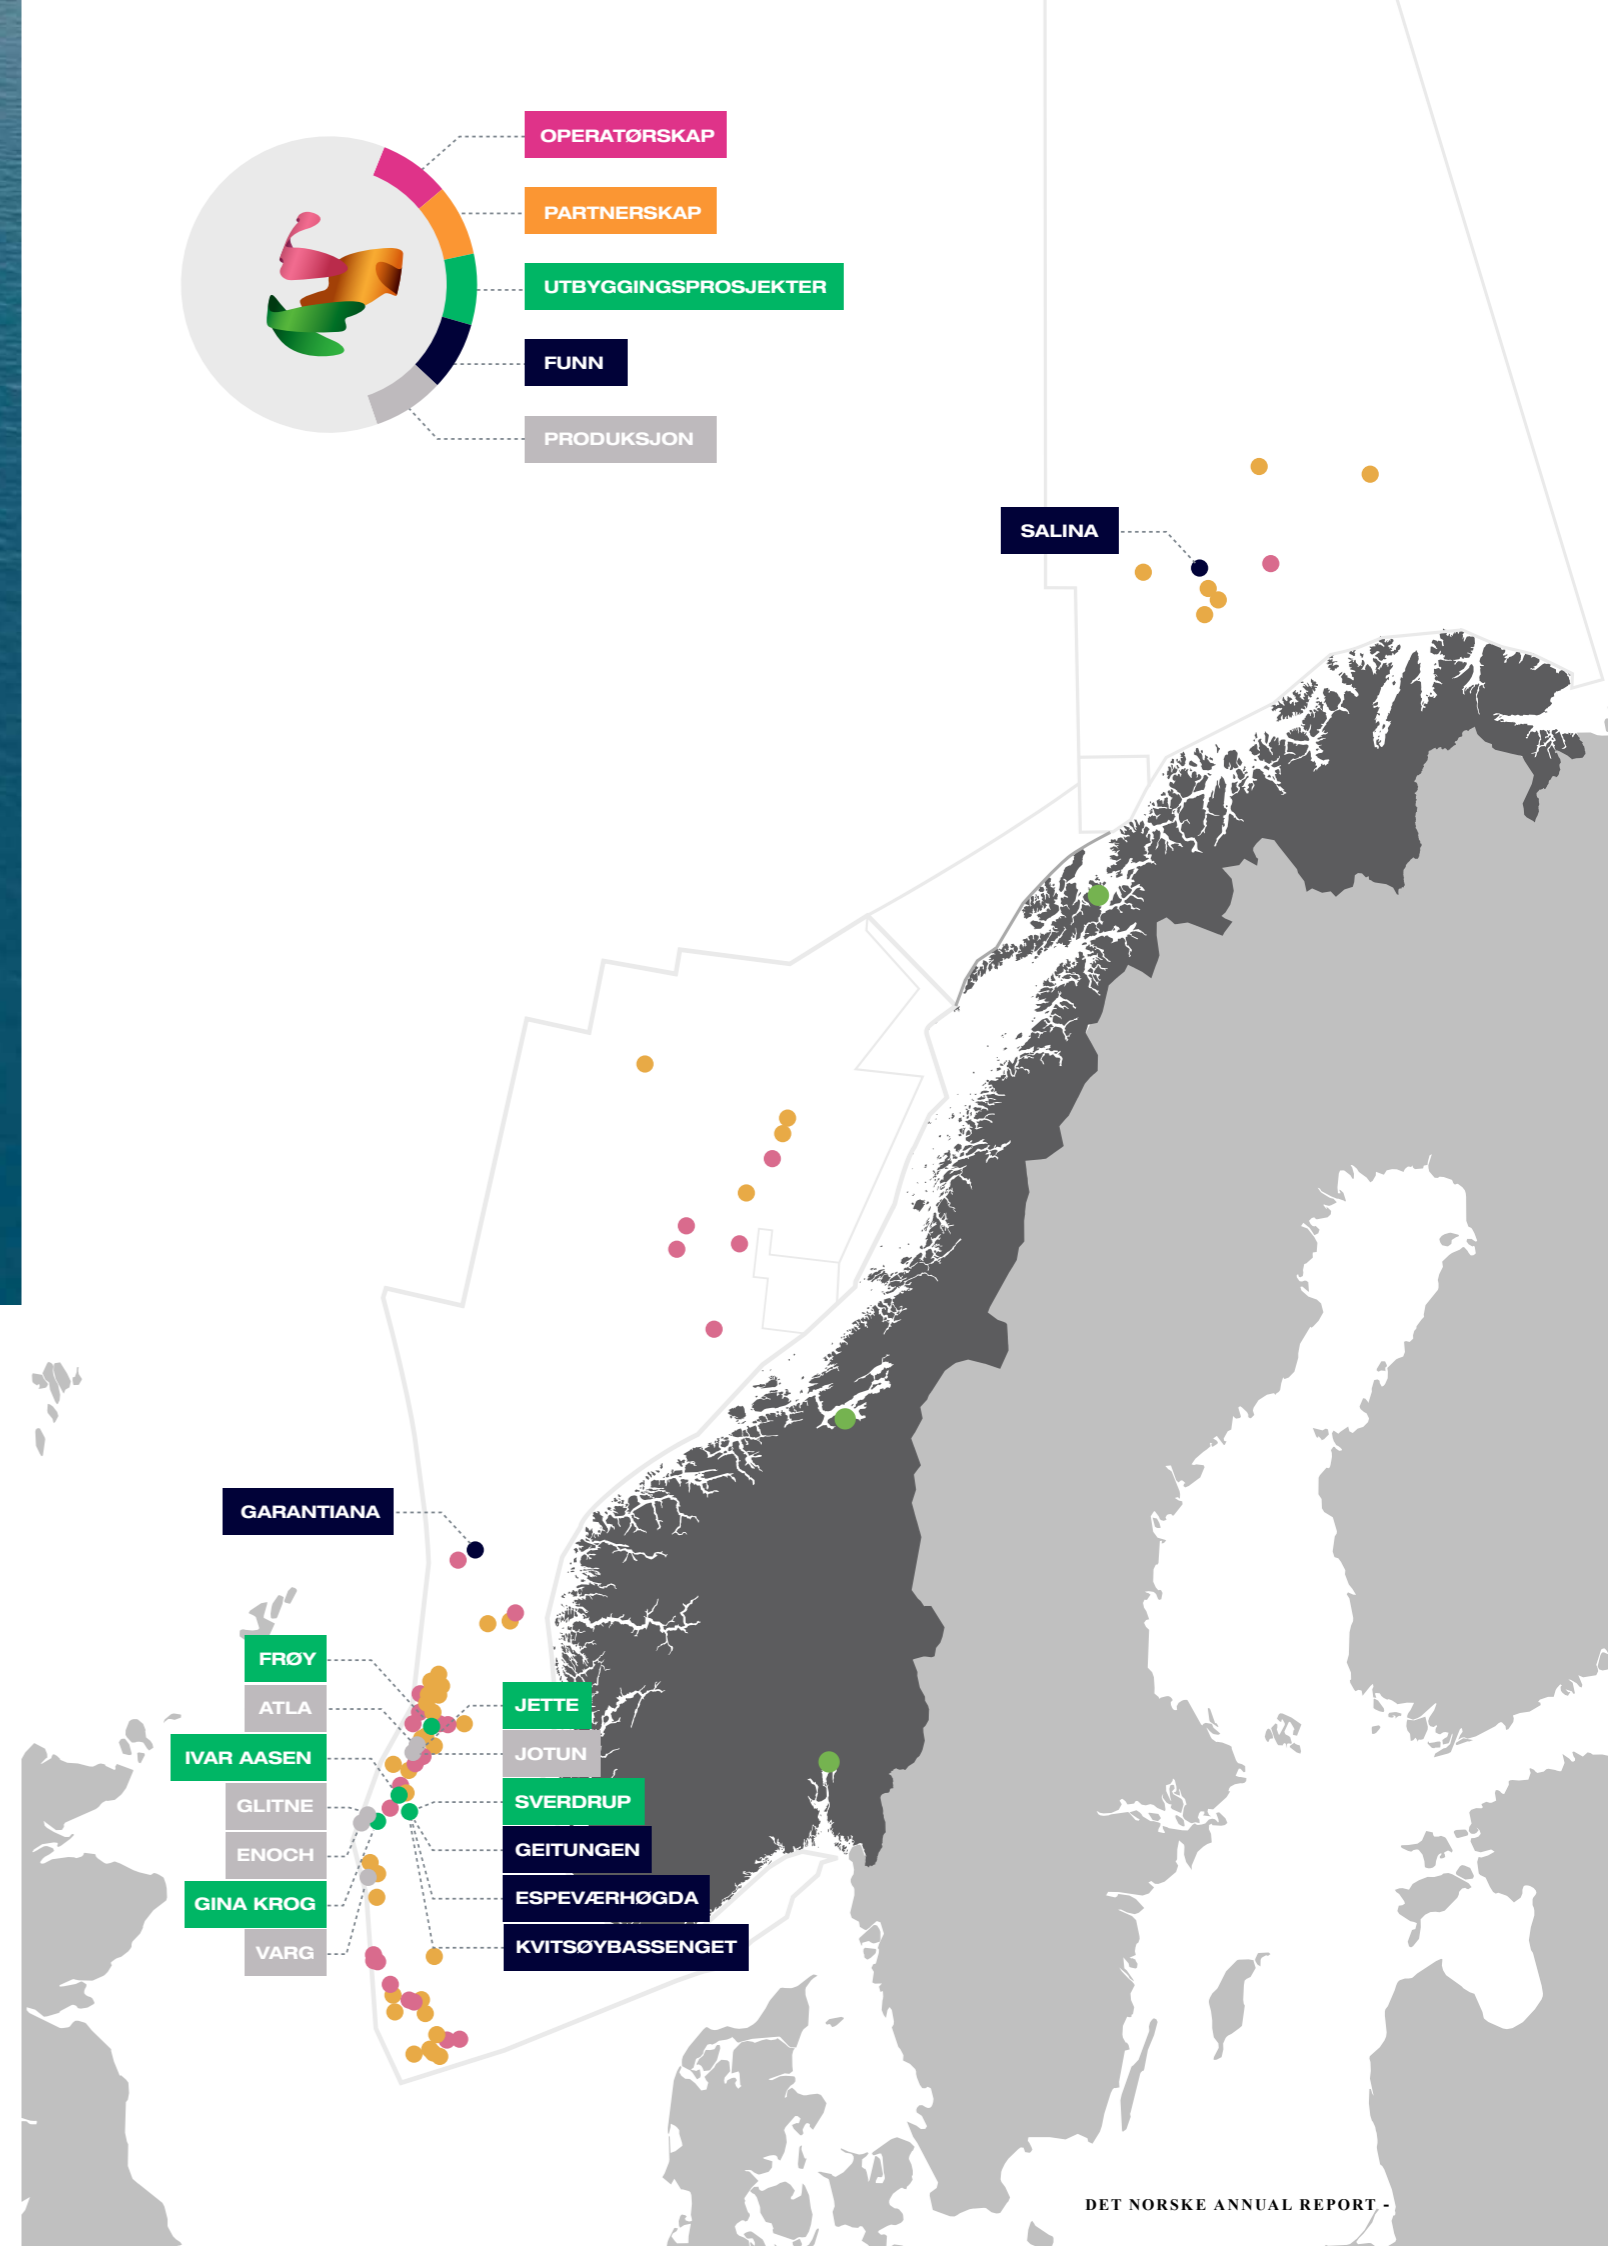 OPERATØRSKAP
PARTNERSKAP
UTBYGGINGSPROSJEKTER
FUNN
PRODUKSJON
SALINA
GARANTIANA
FRØY
ATLA
IVAR AASEN
GLITNE
ENOCH
GINA KROG
VARG
JETTE
JOTUN
SVERDRUP
GEITUNGEN
ESPEVÆRHØGDA
KVITSØYBASSENGET
DET NORSKE ANNUAL REPORT -